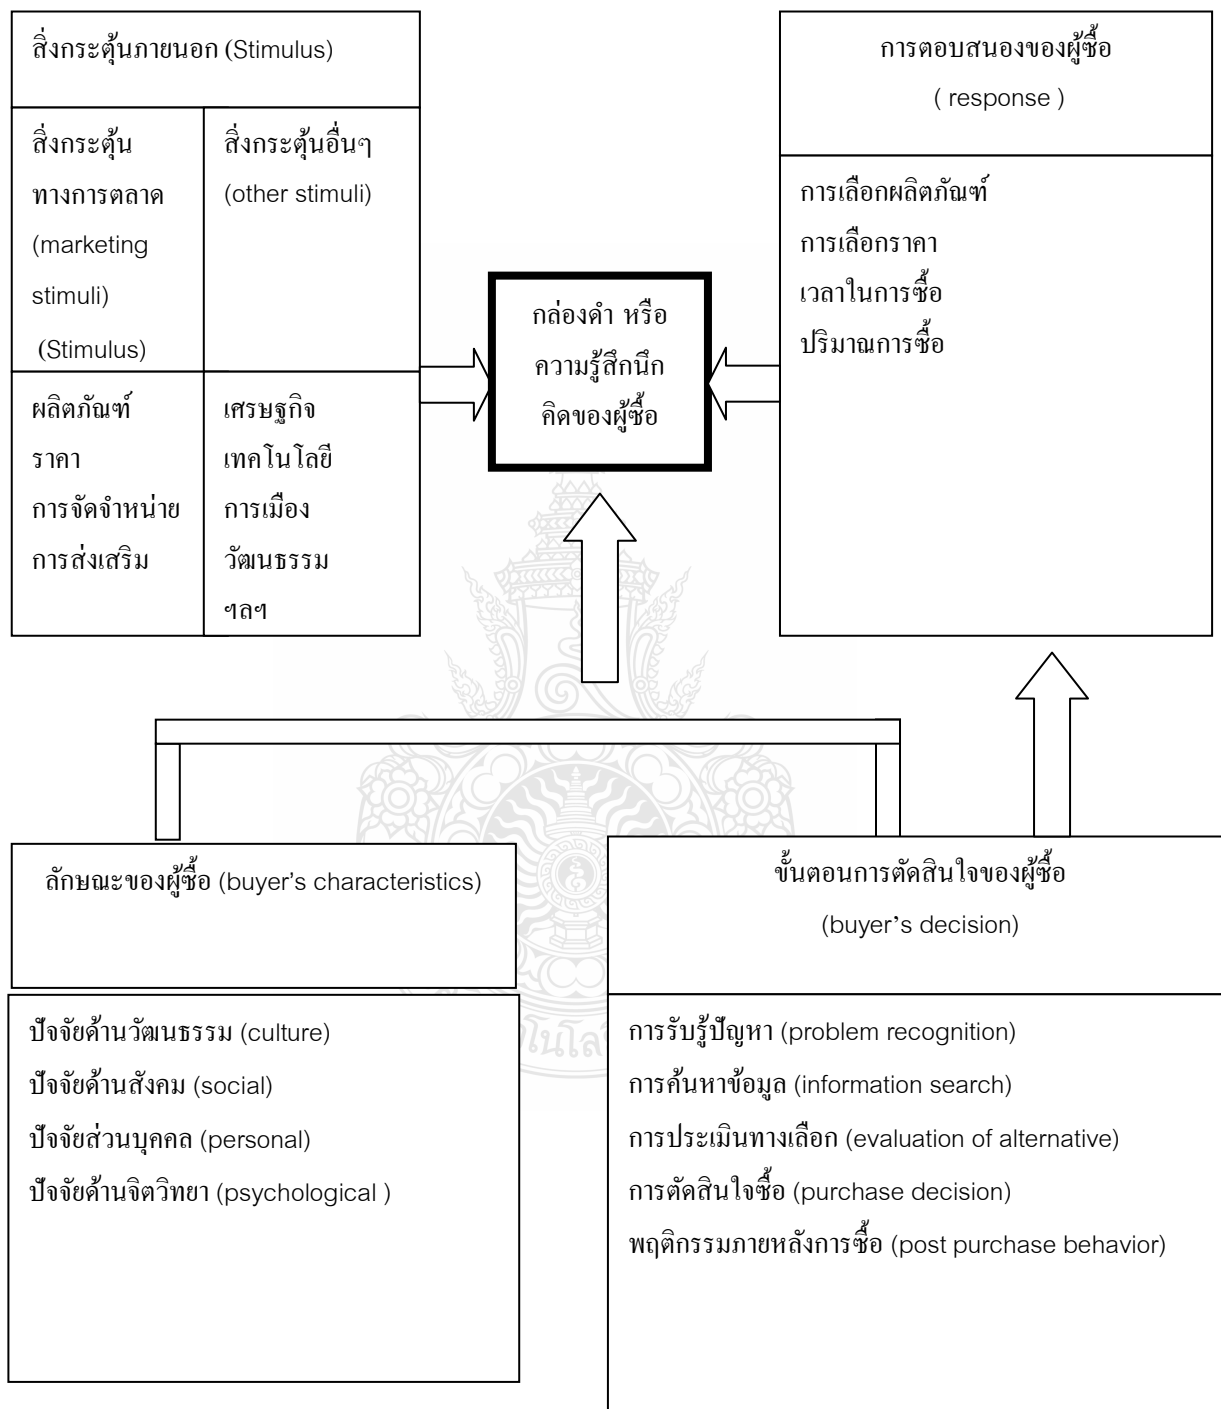 สิ่งกระตุ้นภายนอก (Stimulus)
สิ่งกระตุ้น
ทางการตลาด
(marketing
stimuli)
(Stimulus)
สิ่งกระตุ้นอื่นๆ
(other stimuli)
ผลิตภัณฑ์
ราคา
การจัดจำหน่าย
การส่งเสริม
เศรษฐกิจ
เทคโนโลยี
การเมือง
วัฒนธรรม
ฯลฯ
กล่องดำ หรือ
ความรู้สึกนึก
คิดของผู้ซื้อ
การตอบสนองของผู้ซื้อ
( response )
การเลือกผลิตภัณฑ์
การเลือกราคา
เวลาในการซื้อ
ปริมาณการซื้อ
ลักษณะของผู้ซื้อ (buyer's characteristics)
ปัจจัยด้านวัฒนธรรม (culture)
ปัจจัยด้านสังคม (social)
ปัจจัยส่วนบุคคล (personal)
ปัจจัยด้านจิตวิทยา (psychological )
ขั้นตอนการตัดสินใจของผู้ซื้อ
(buyer's decision)
การรับรู้ปัญหา (problem recognition)
การค้นหาข้อมูล (information search)
การประเมินทางเลือก (evaluation of alternative)
การตัดสินใจซื้อ (purchase decision)
พฤติกรรมภายหลังการซื้อ (post purchase behavior)